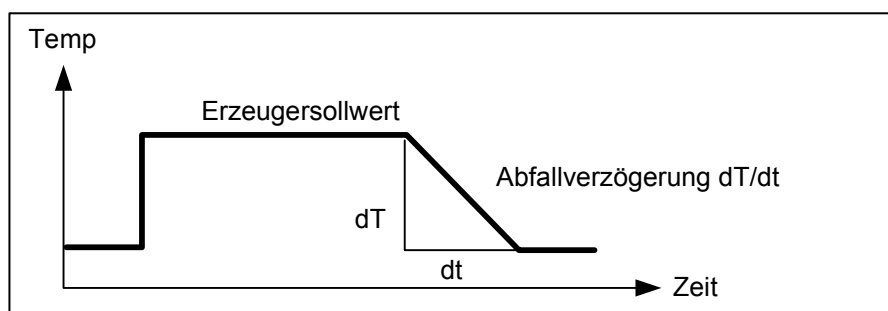 Temp
Erzeugersollwert
Abfallverzögerung dT/dt
dT
dt
Zeit